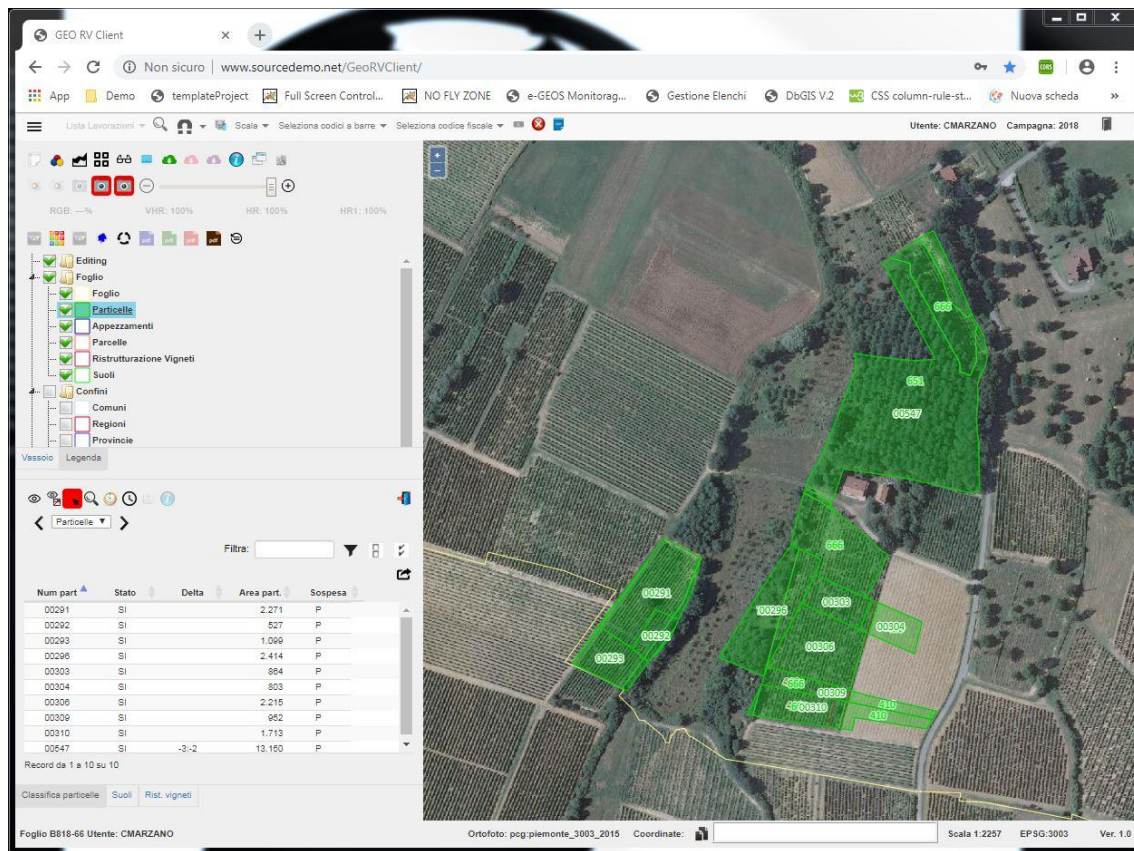 GEO RV Client
Non sicuro | www.sourcedemo.net/GeoRVClient/
App Demo templateProject Full Screen Control... NO FLY ZONE e-GEOS Monitorag... Gestione Elenchi DbGIS V.2 CSS column-rule-st... Nuova scheda »
Lista Lavorazioni Scala Seleziona codici a barre Seleziona codice fiscale Utente: CMARZANO Campagna: 2018
RGB: ---% VHR: 100% HR: 100% HR1: 100%
Editing
Foglio
Foglio
Particelle
Appezzamenti
Parcelle
Ristrutturazione Vigneti
Suoli
Confini
Comuni
Regioni
Provincie
Vassoio Legenda
Particelle
Filtra:
Num part Stato Delta Area part. Sospesa
00291 SI 2.271 P
00292 SI 527 P
00293 SI 1.099 P
00296 SI 2.414 P
00303 SI 864 P
00304 SI 803 P
00306 SI 2.215 P
00309 SI 952 P
00310 SI 1.713 P
00547 SI -3:-2 13.150 P
Record da 1 a 10 su 10
Classifica particelle Suoli Rist. vigneti
666
651
00547
666
00291
00296
00303
00292
00304
00293
00306
666
00309
410
00310
410
Foglio B818-66 Utente: CMARZANO Ortofoto: pcg:piemonte_3003_2015 Coordinate: Scala 1:2257 EPSG:3003 Ver. 1.0